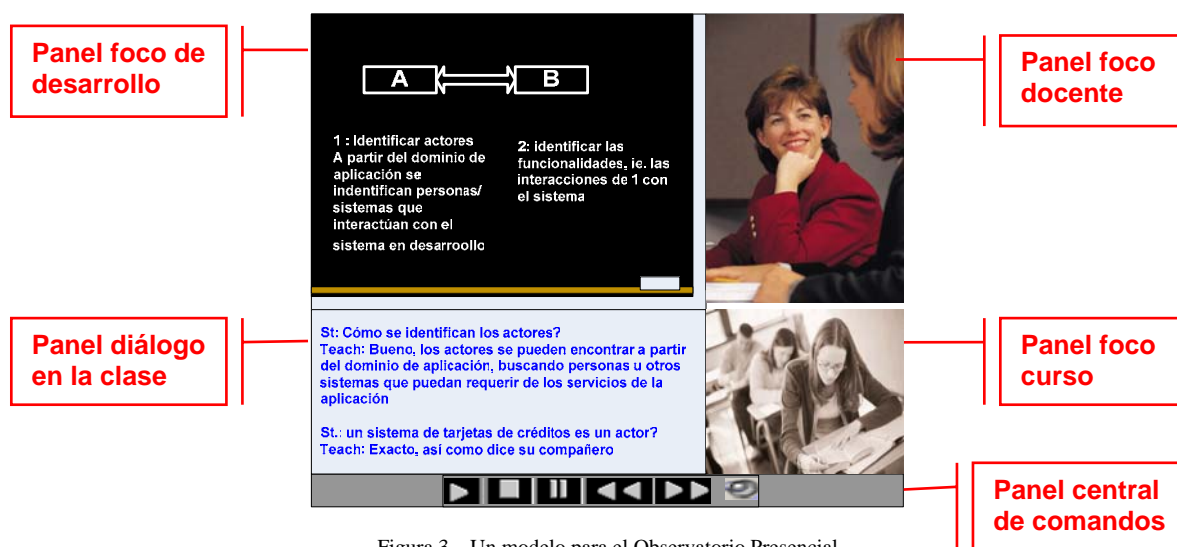 Panel foco de
desarrollo
A
B
1 : Identificar actores
A partir del dominio de
aplicación se
indentifican personas/
sistemas que
interactúan con el
sistema en desarroollo
2: identificar las
funcionalidades, ie. las
interacciones de 1 con
el sistema
Panel foco
docente
Panel diálogo
en la clase
St: Cómo se identifican los actores?
Teach: Bueno, los actores se pueden encontrar a partir
del dominio de aplicación, buscando personas u otros
sistemas que puedan requerir de los servicios de la
aplicación
St.: un sistema de tarjetas de créditos es un actor?
Teach: Exacto, así como dice su compañero
Panel foco
curso
Panel central
de comandos
Figura 3 – Un modelo para el Observatorio Presencial